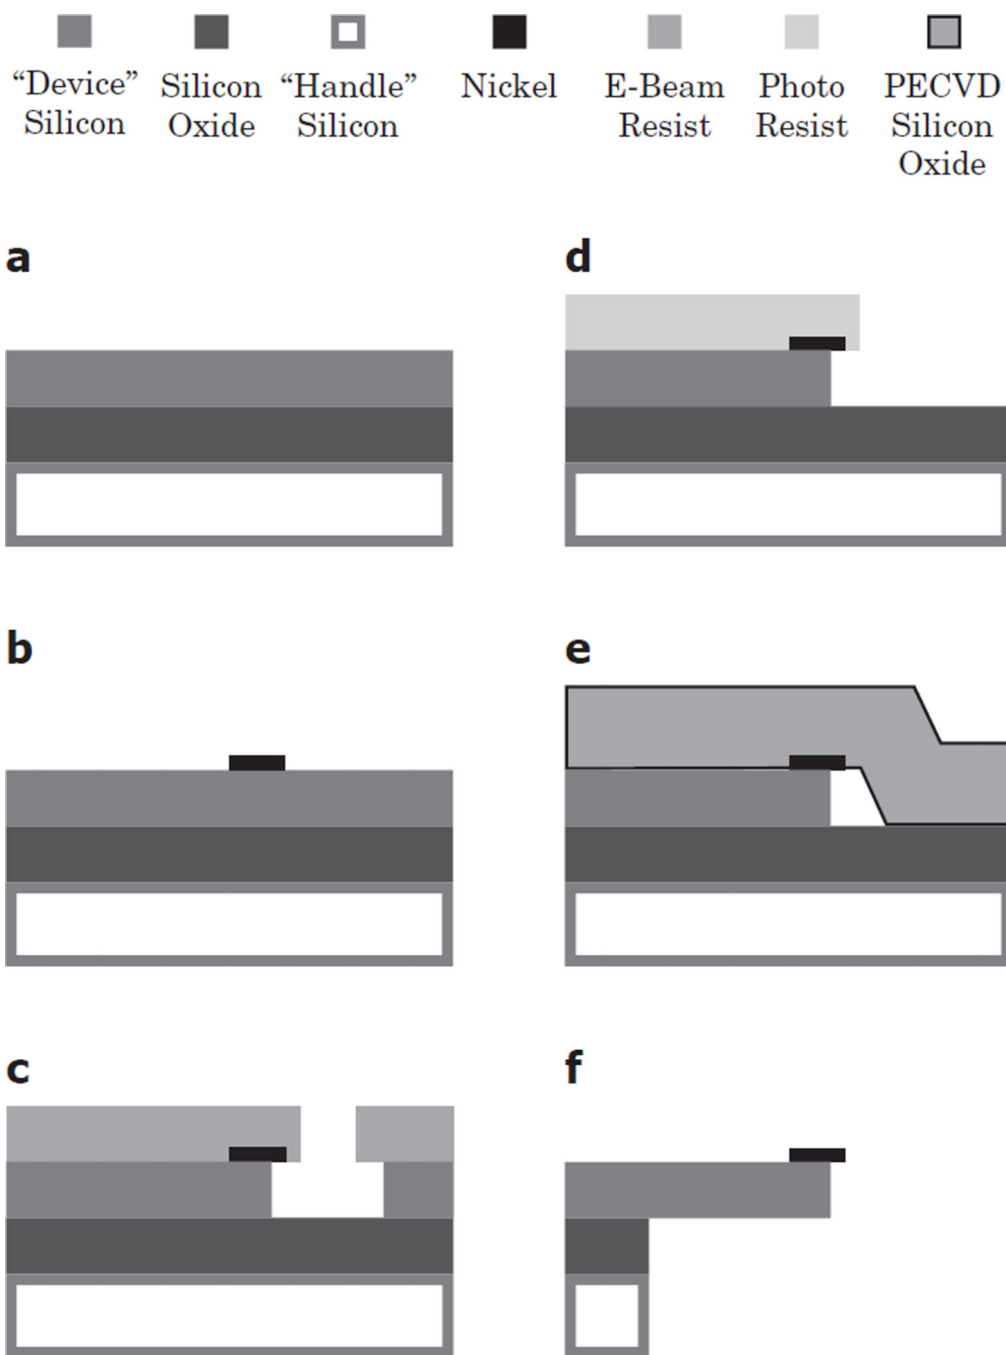 “Device” Silicon “Handle” Nickel E-Beam Photo PECVD
Silicon Oxide Silicon Resist Resist Silicon
Oxide
a
d
b
e
c
f